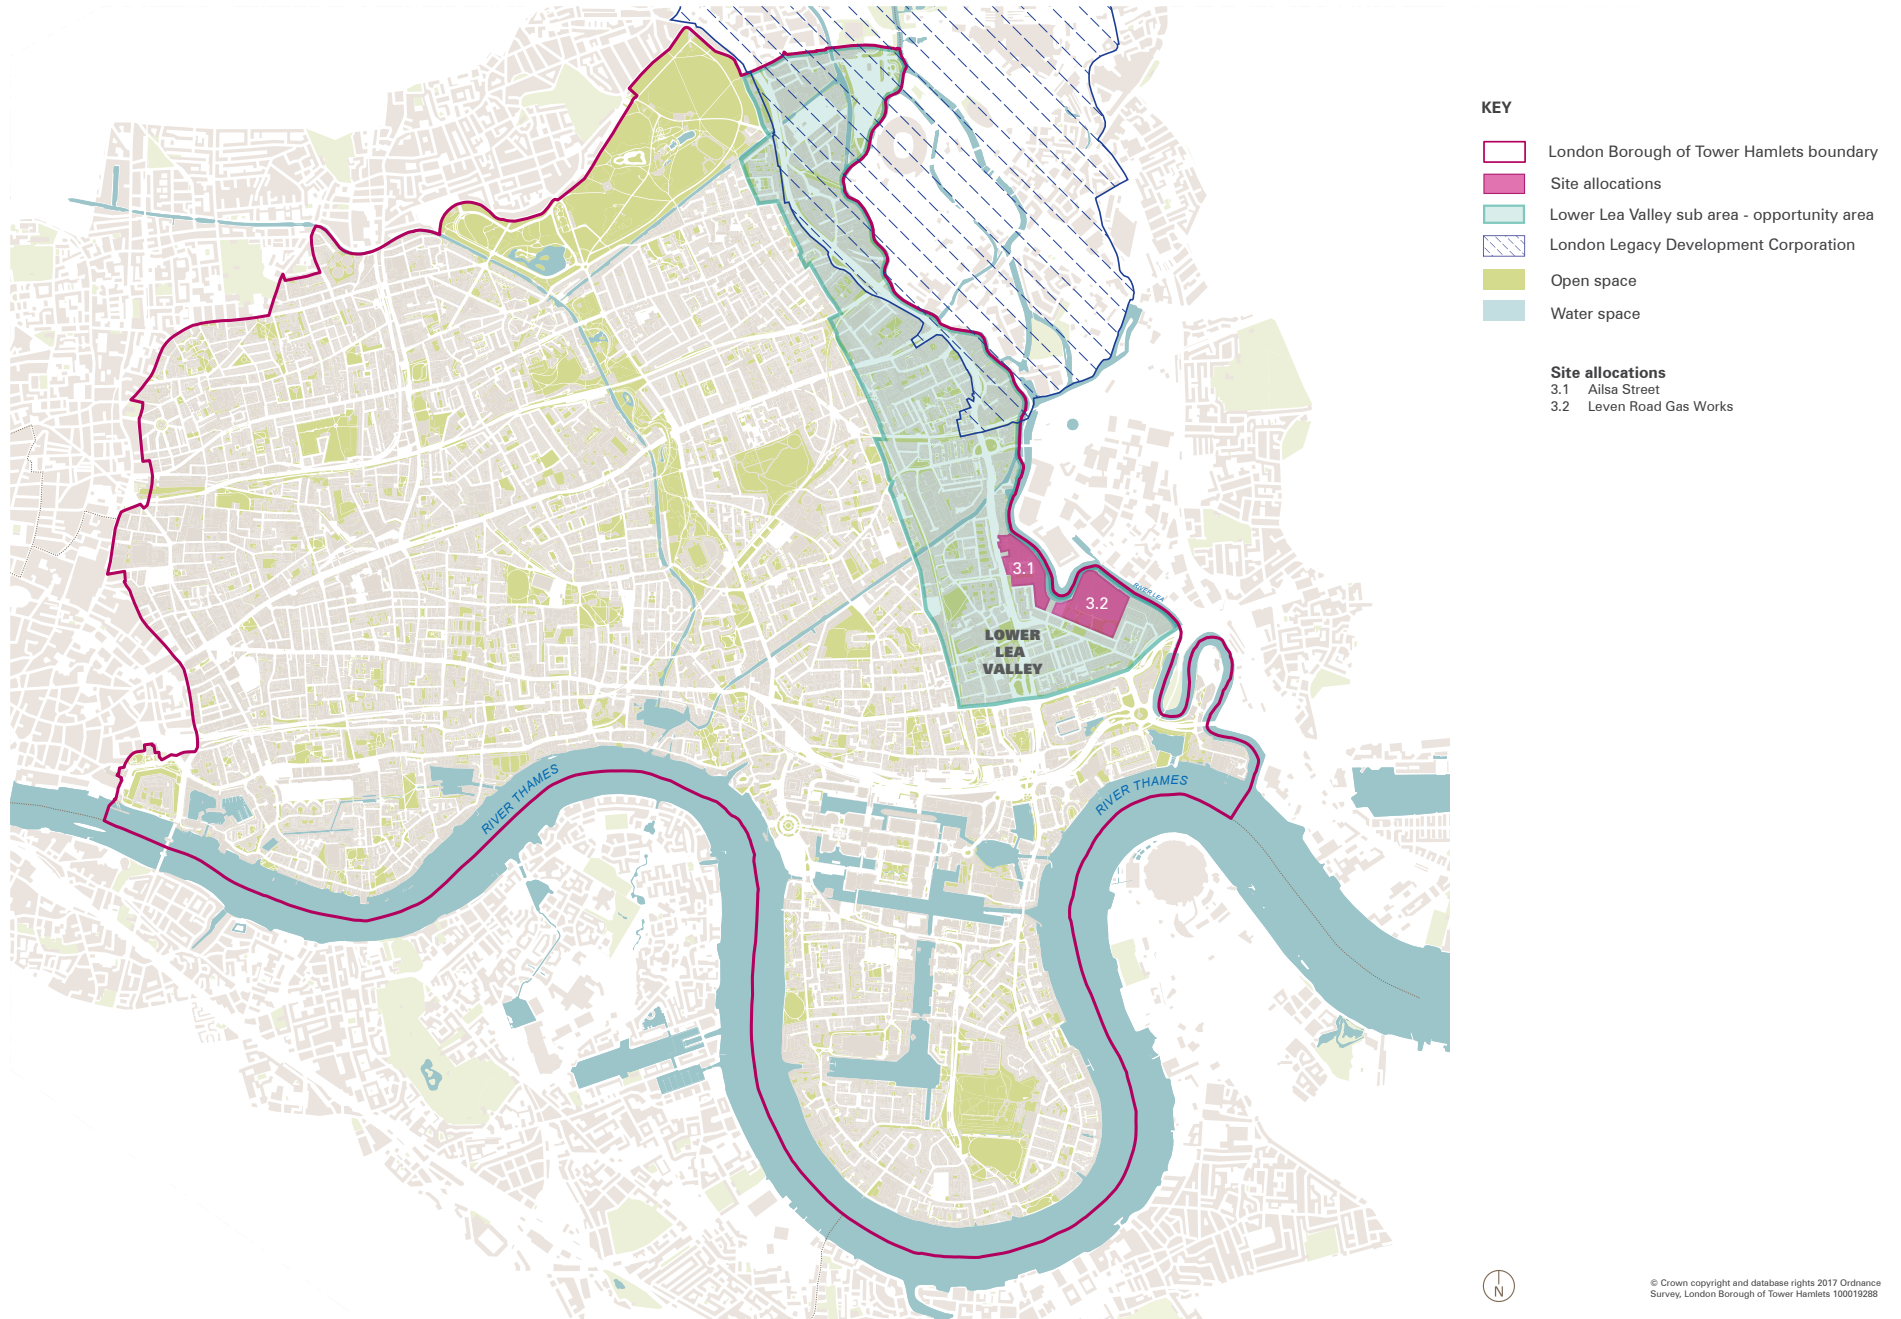 KEY
London Borough of Tower Hamlets boundary
Site allocations
Lower Lea Valley sub area - opportunity area
London Legacy Development Corporation
Open space
Water space
Site allocations
3.1 Ailsa Street
3.2 Leven Road Gas Works
3.1
3.2
RIVER LEA
LOWER
LEA
VALLEY
RIVER THAMES
RIVER THAMES
N
© Crown copyright and database rights 2017 Ordnance
Survey, London Borough of Tower Hamlets 100019288